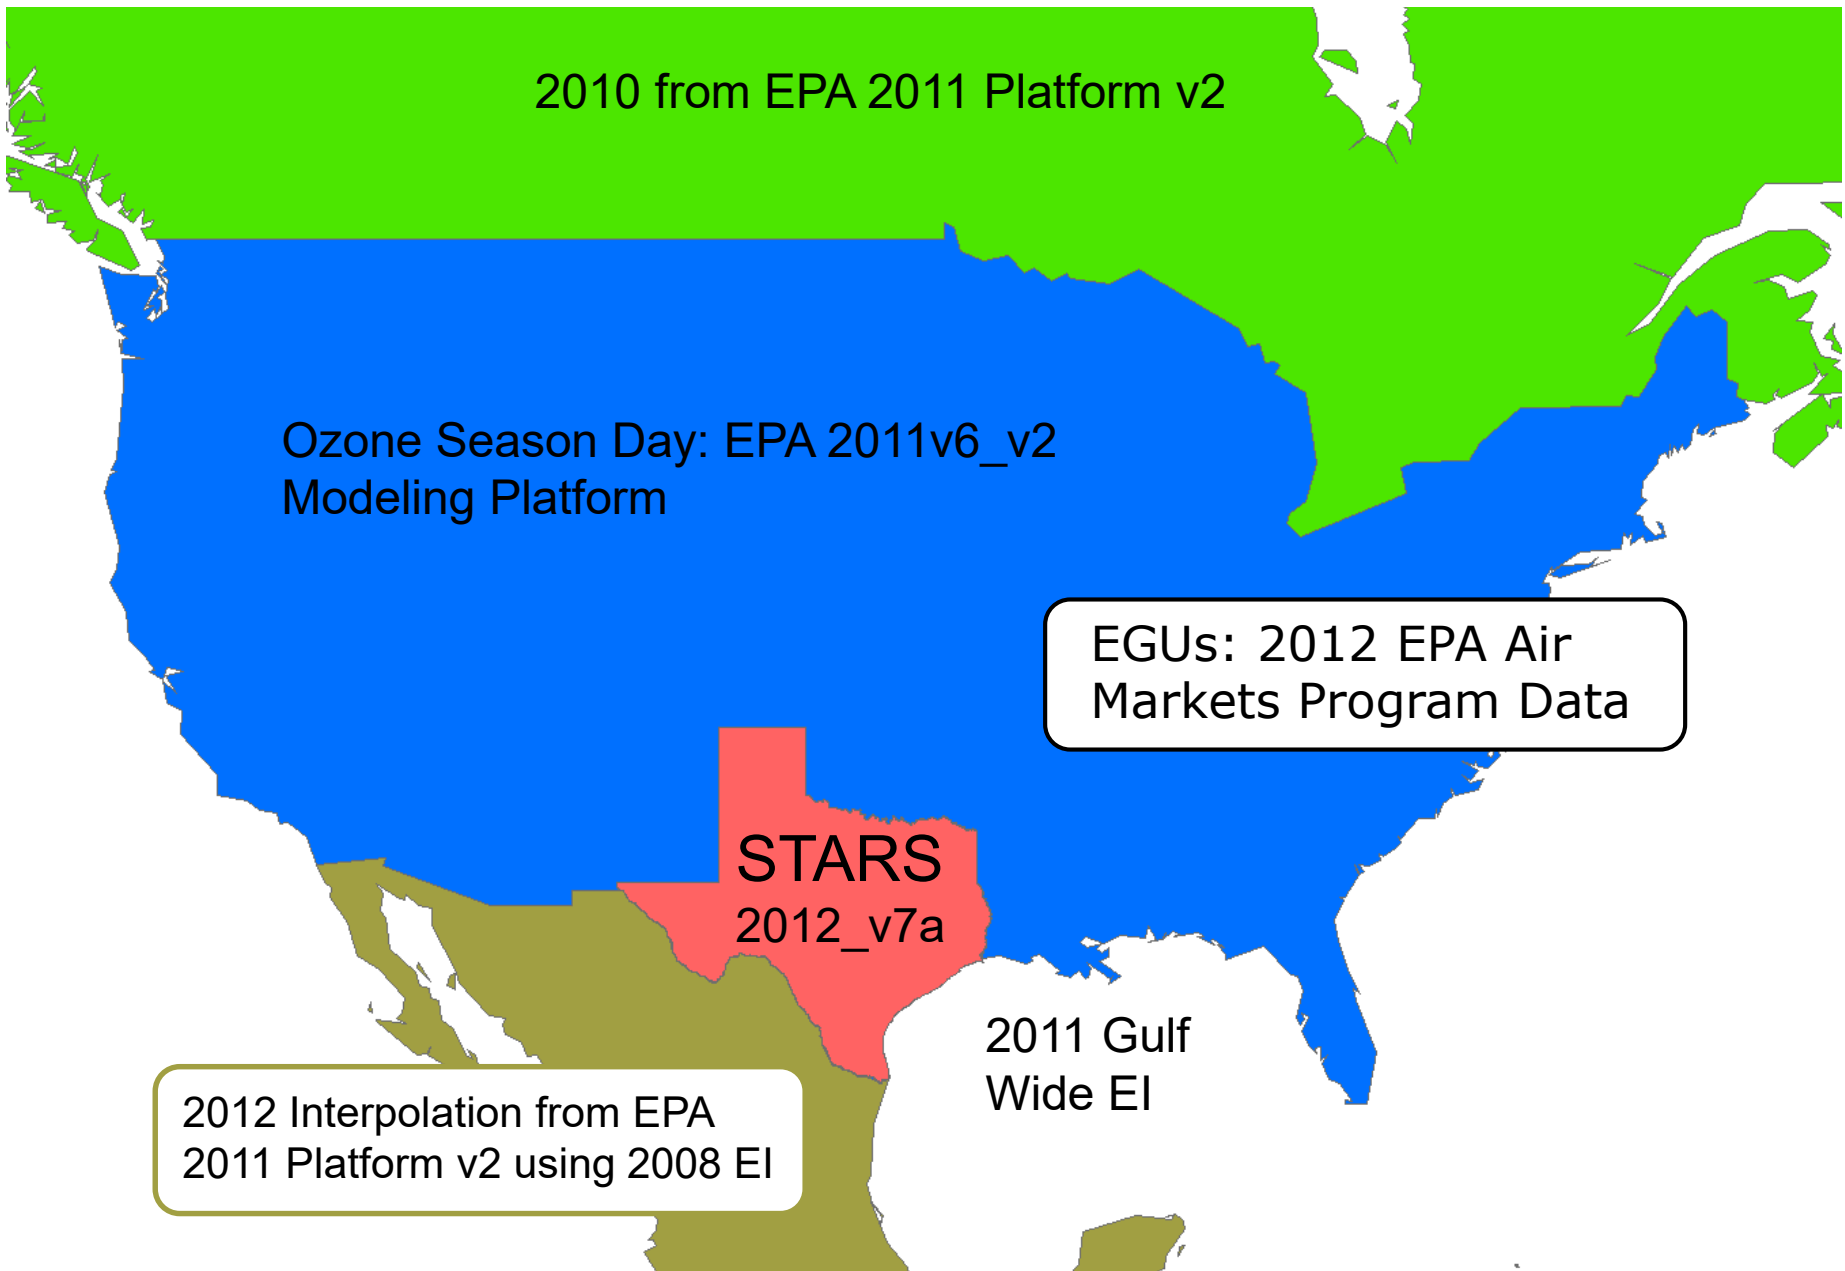 2010 from EPA 2011 Platform v2
Ozone Season Day: EPA 2011v6_v2
Modeling Platform
EGUs: 2012 EPA Air
Markets Program Data
STARS
2012_v7a
2011 Gulf
Wide EI
2012 Interpolation from EPA
2011 Platform v2 using 2008 EI